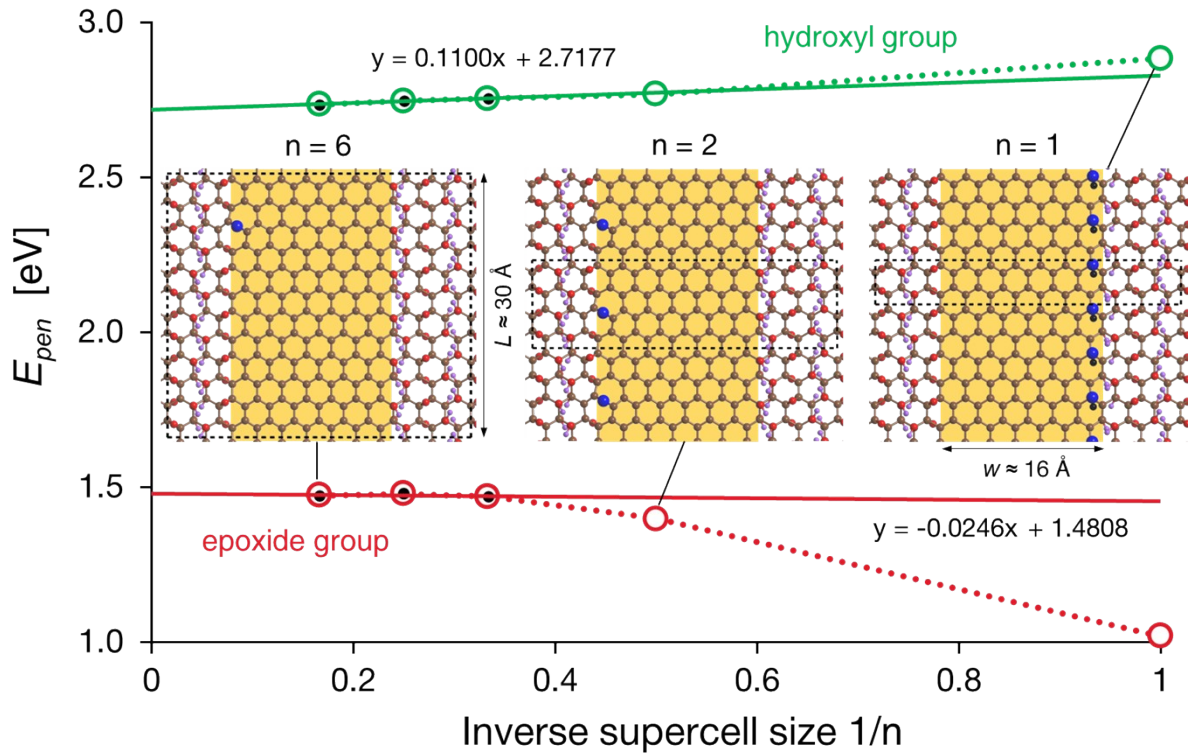 3.0
hydroxyl group
y = 0.1100x + 2.7177
n = 6
n = 2
n = 1
2.5
L ≈ 30 Å
E_pen [eV]
2.0
w ≈ 16 Å
1.5
epoxide group
y = -0.0246x + 1.4808
1.0
0 0.2 0.4 0.6 0.8 1
Inverse supercell size 1/n